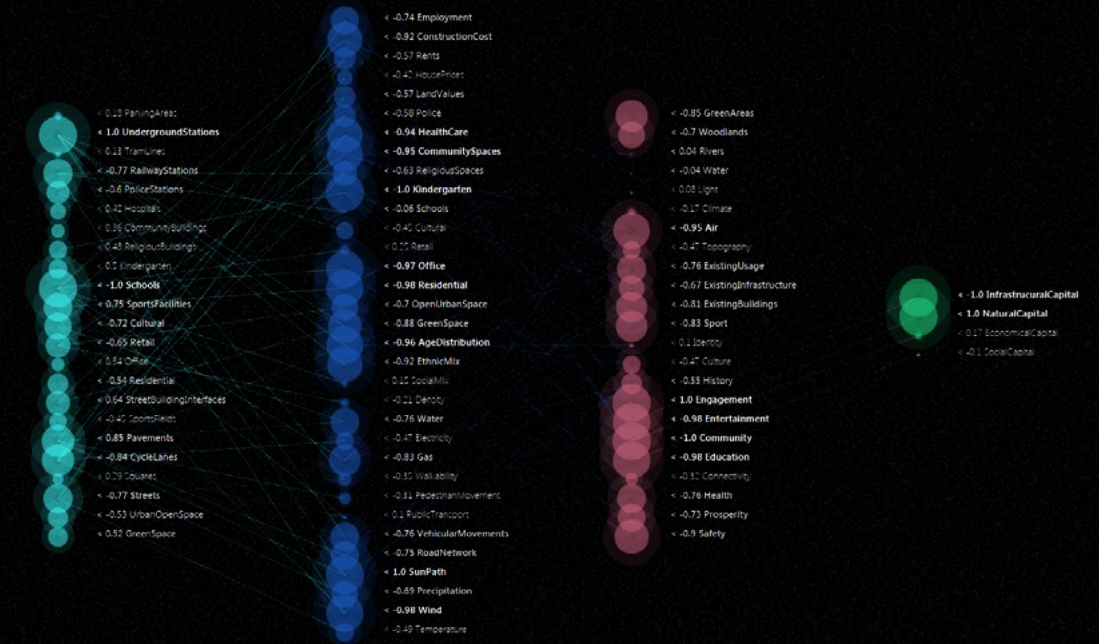 < 0.18 ParkingAreas
< 1.0 UndergroundStations
< 0.13 TramLines
< -0.77 RailwayStations
< -0.6 PoliceStations
< 0.42 Hospitals
< 0.36 CommunityBuildings
< 0.48 ReligiousBuildings
< 0.5 Kindergarten
< -1.0 Schools
< 0.75 SportsFacilities
< -0.72 Cultural
< -0.65 Retail
< 0.34 Office
< -0.54 Residential
< 0.64 StreetBuildingInterfaces
< -0.45 SportsFields
< 0.85 Pavements
< -0.84 CycleLanes
< 0.29 Squares
< -0.77 Streets
< -0.53 UrbanOpenSpace
< 0.52 GreenSpace
< -0.74 Employment
< -0.92 ConstructionCost
< -0.57 Rents
< -0.42 HousePrices
< -0.57 LandValues
< -0.58 Police
< -0.94 HealthCare
< -0.95 CommunitySpaces
< -0.63 ReligiousSpaces
< -1.0 Kindergarten
< -0.06 Schools
< -0.45 Cultural
< 0.25 Retail
< -0.97 Office
< -0.98 Residential
< -0.7 OpenUrbanSpace
< -0.88 GreenSpace
< -0.96 AgeDistribution
< -0.92 EthnicMix
< 0.15 SocialMix
< -0.21 Density
< -0.76 Water
< -0.47 Electricity
< -0.83 Gas
< -0.35 Walkability
< -0.31 PedestrianMovement
< 0.1 PublicTransport
< -0.76 VehicularMovements
< -0.75 RoadNetwork
< 1.0 SunPath
< -0.69 Precipitation
< -0.98 Wind
< -0.49 Temperature
< -0.85 GreenAreas
< -0.7 Woodlands
< 0.04 Rivers
< -0.04 Water
< 0.08 Light
< -0.17 Climate
< -0.95 Air
< -0.47 Topography
< -0.76 ExistingUsage
< -0.67 ExistingInfrastructure
< -0.81 ExistingBuildings
< -0.83 Sport
< 0.1 Identity
< -0.47 Culture
< -0.55 History
< 1.0 Engagement
< -0.98 Entertainment
< -1.0 Community
< -0.98 Education
< -0.32 Connectivity
< -0.76 Health
< -0.73 Prosperity
< -0.9 Safety
< -1.0 InfrastrucuralCapital
< 1.0 NaturalCapital
< 0.17 EconomicalCapital
< -0.1 SocialCapital